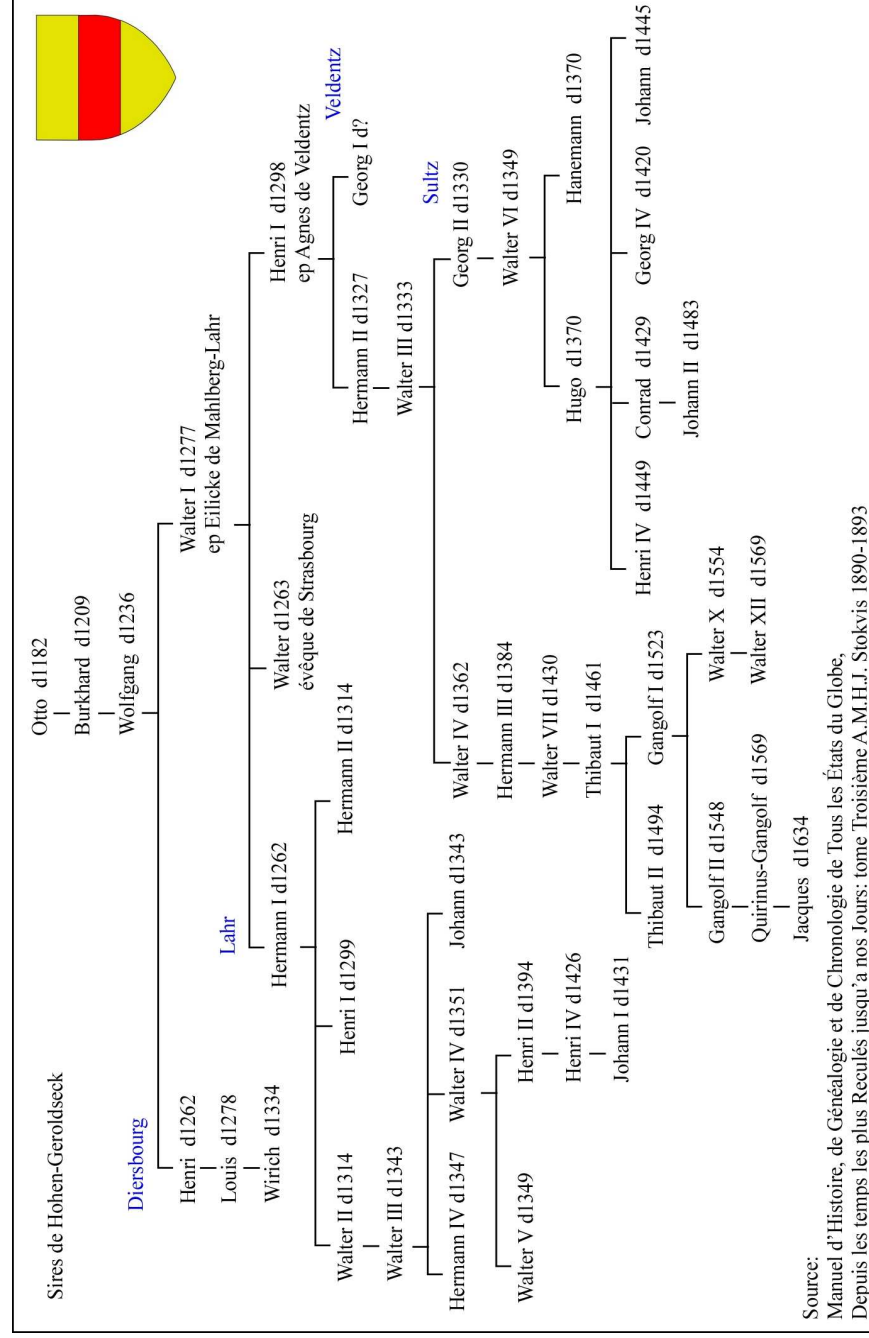 Sires de Hohen-Geroldseck
Otto d1182
Burkhard d1209
Wolfgang d1236
Diersbourg
Henri d1262
Louis d1278
Wirich d1334
Walter I d1277
ep Eilicke de Mahlberg-Lahr
Lahr
Hermann I d1262
Walter d1263
évêque de Strasbourg
Henri I d1298
ep Agnes de Veldentz
Veldentz
Walter II d1314
Henri I d1299
Hermann II d1314
Hermann II d1327
Georg I d?
Walter III d1343
Walter III d1333
Hermann IV d1347
Walter IV d1351
Johann d1343
Sultz
Walter IV d1362
Georg II d1330
Walter V d1349
Henri II d1394
Hermann III d1384
Walter VI d1349
Henri IV d1426
Walter VII d1430
Johann I d1431
Thibaut I d1461
Hugo d1370
Hanemann d1370
Thibaut II d1494
Gangolf I d1523
Henri IV d1449
Conrad d1429
Georg IV d1420
Johann d1445
Gangolf II d1548
Walter X d1554
Johann II d1483
Quirinus-Gangolf d1569
Walter XII d1569
Jacques d1634
Source:
Manuel d'Histoire, de Généalogie et de Chronologie de Tous les États du Globe,
Depuis les temps les plus Reculés jusqu'a nos Jours: tome Troisième A.M.H.J. Stokvis 1890-1893